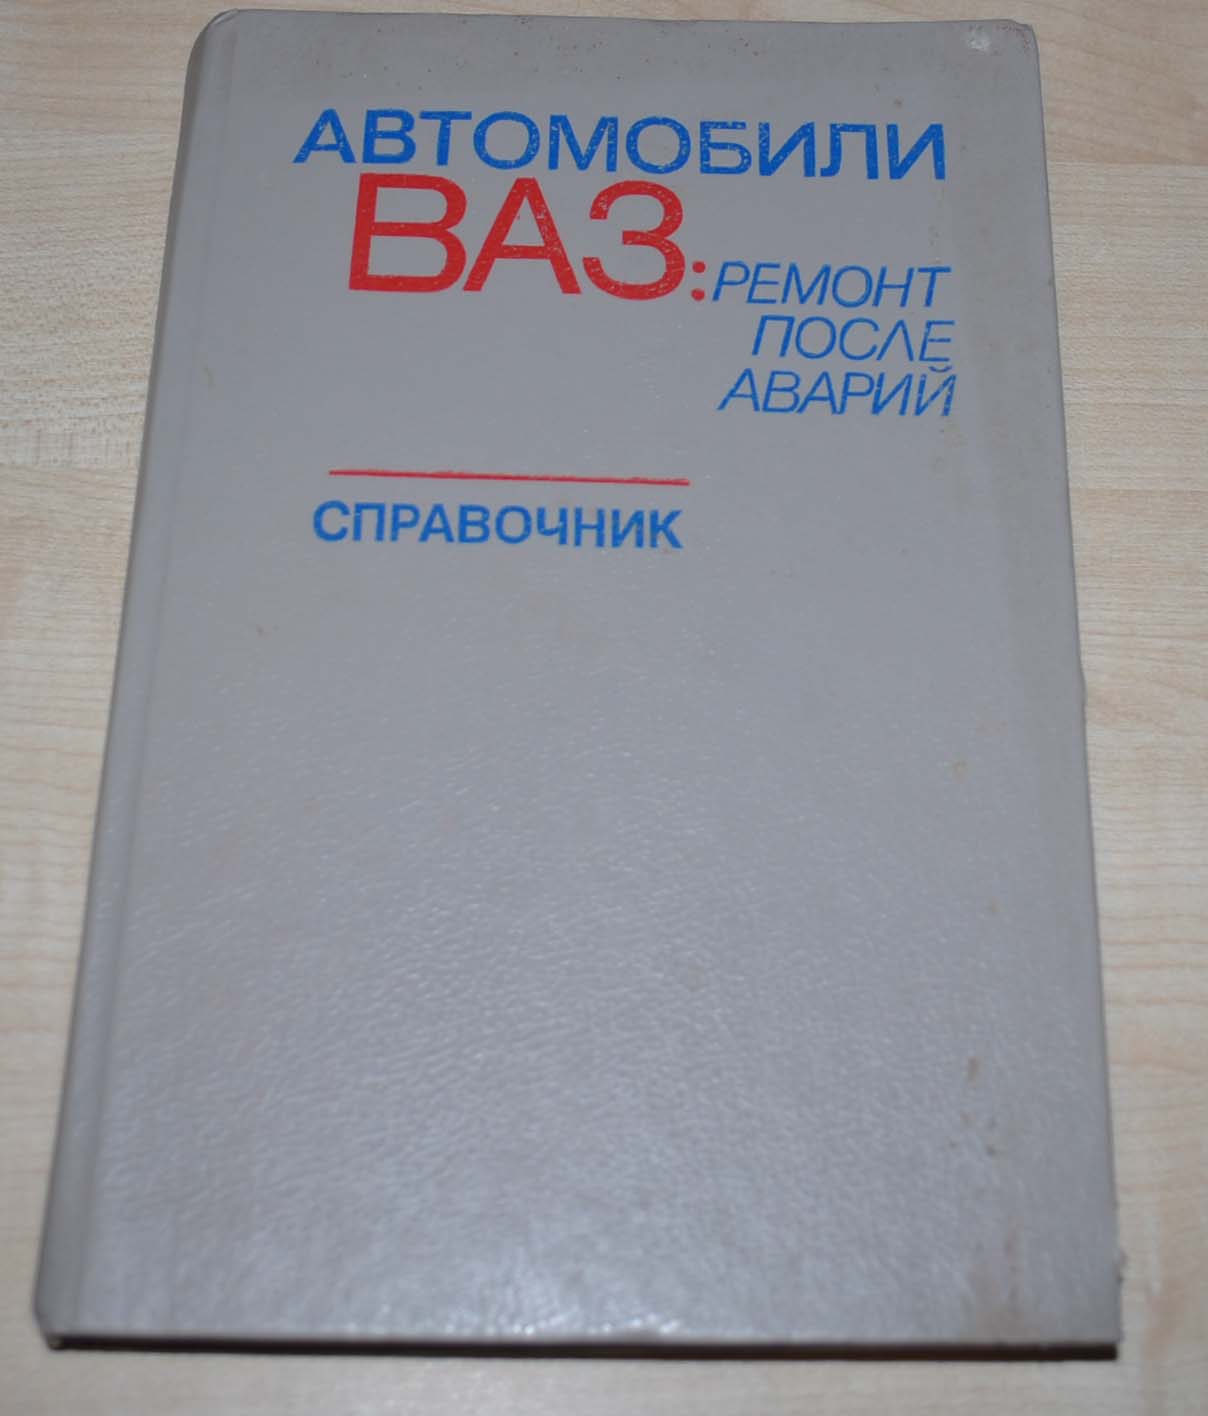 АВТОМОБИЛИ
ВАЗ: РЕМОНТ
ПОСЛЕ
АВАРИЙ
СПРАВОЧНИК